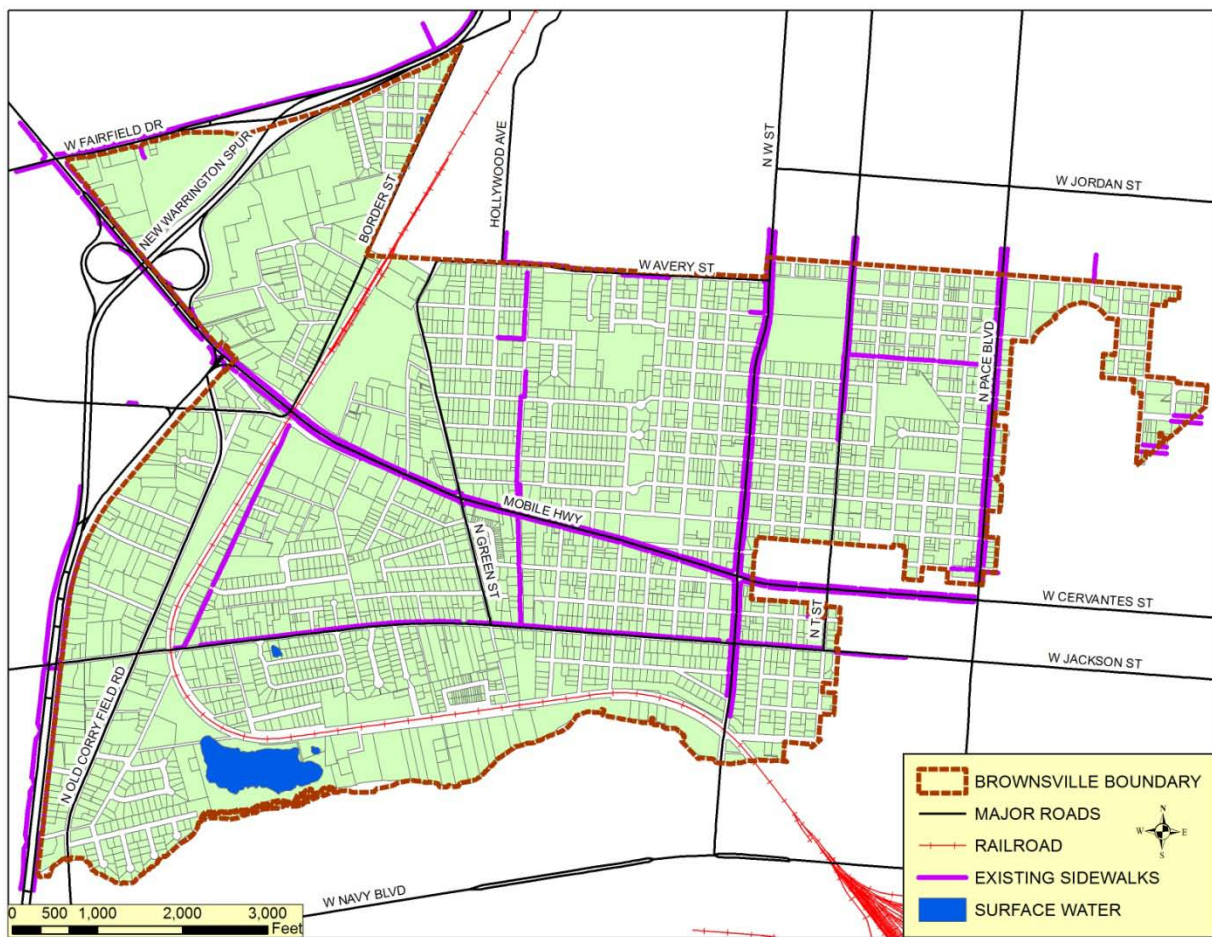 W FAIRFIELD DR
NEW WARRINGTON SPUR
BORDER ST
HOLLYWOOD AVE
N W ST
W JORDAN ST
W AVERY ST
N PACE BLVD
MOBILE HWY
N GREEN ST
N T ST
W CERVANTES ST
W JACKSON ST
N OLD CORRY FIELD RD
W NAVY BLVD
BROWNSVILLE BOUNDARY
MAJOR ROADS
RAILROAD
EXISTING SIDEWALKS
SURFACE WATER
N
W E
S
0 500 1,000 2,000 3,000
Feet